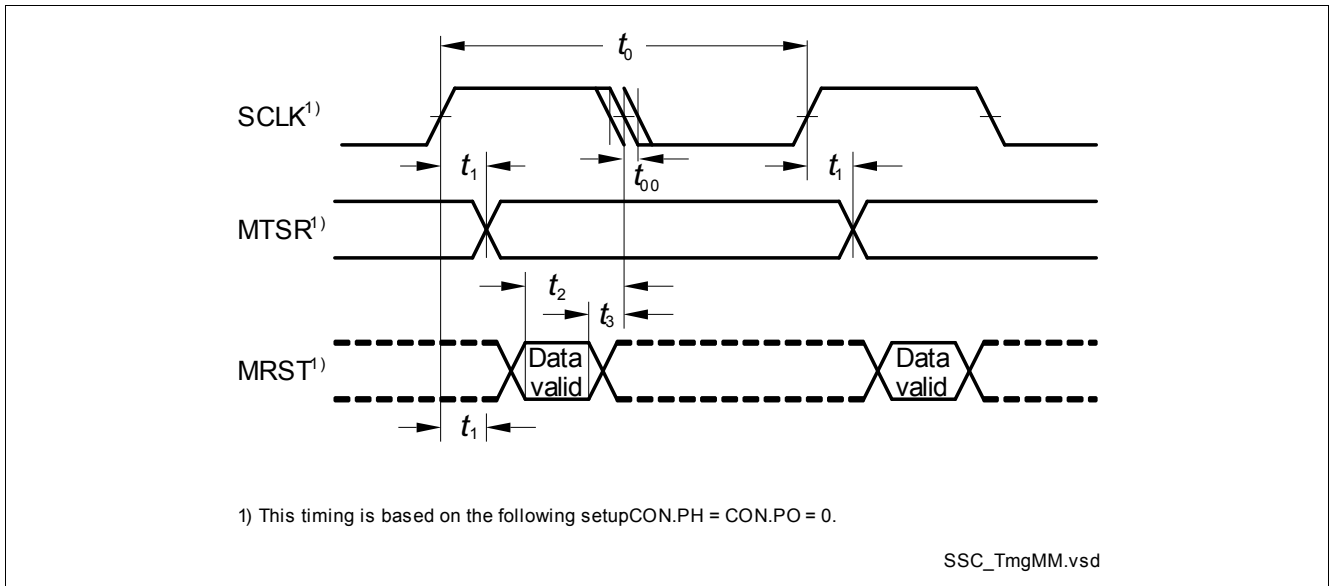 t0
SCLK1)
t1
t00
t1
MTSR1)
t2
t3
MRST1)
Data valid
Data valid
t1
1) This timing is based on the following setupCON.PH = CON.PO = 0.
SSC_TmgMM.vsd